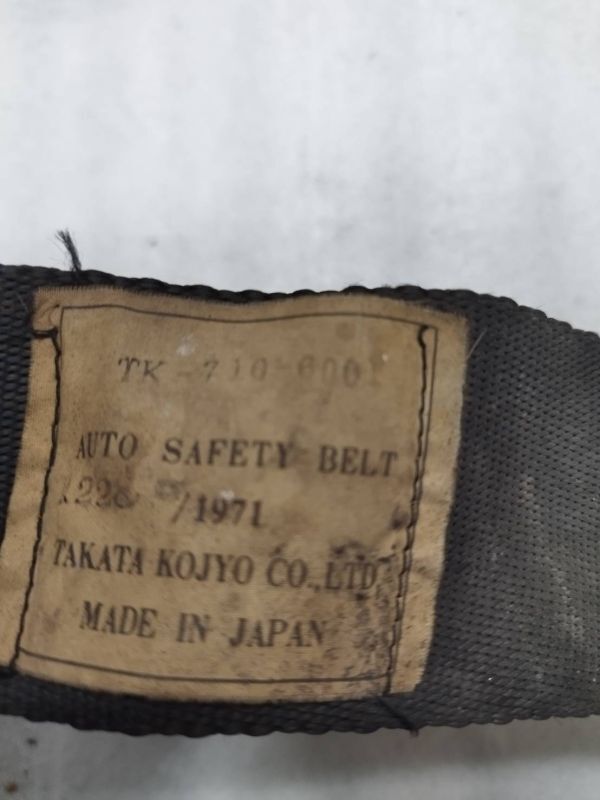 TK-710-6001
AUTO SAFETY BELT
/1971
TAKATA KOJYO CO.,LTD
MADE IN JAPAN